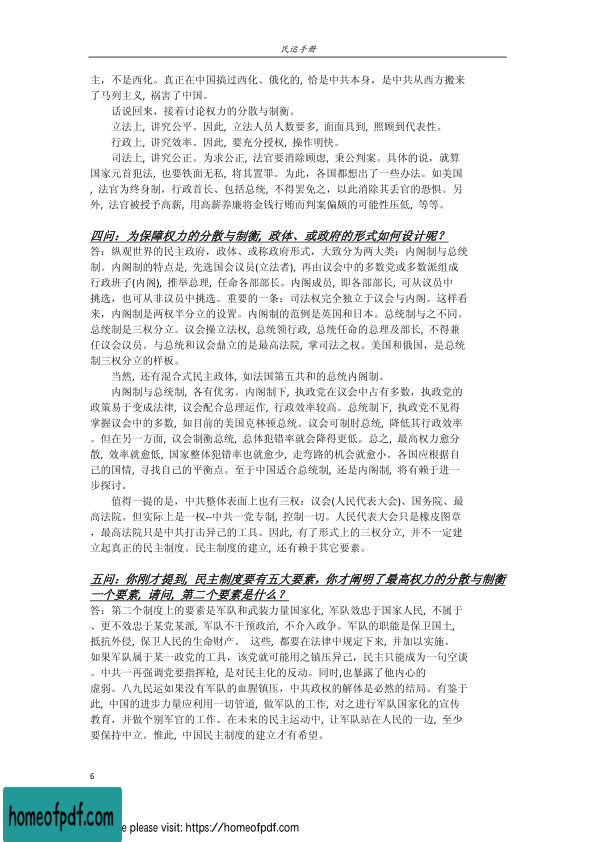 民运手册
主, 不是西化。真正在中国搞过西化、俄化的, 恰是中共本身, 是中共从西方搬来
了马列主义, 祸害了中国。
话说回来, 接着讨论权力的分散与制衡。
立法上, 讲究公平。因此, 立法人员人数要多, 面面具到, 照顾到代表性。
行政上, 讲究效率。因此, 要充分授权, 操作明快。
司法上, 讲究公正。为求公正, 法官要消除顾虑, 秉公判案。具体的说, 就算
国家元首犯法, 也要铁面无私, 将其置罪。为此, 各国都想出了一些办法。如美国
, 法官为终身制, 行政首长、包括总统, 不得罢免之, 以此消除其丢官的恐惧。另
外, 法官被授予高薪, 用高薪养廉将金钱行贿而判案偏颇的可能性压低, 等等。
四问: 为保障权力的分散与制衡, 政体、或政府的形式如何设计呢?
答: 纵观世界的民主政府, 政体、或称政府形式, 大致分为两大类: 内阁制与总统
制。内阁制的特点是, 先选国会议员(立法者), 再由议会中的多数党或多数派组成
行政班子(内阁), 推举总理, 任命各部部长。内阁成员, 即各部部长, 可从议员中
挑选, 也可从非议员中挑选。重要的一条: 司法权完全独立于议会与内阁。这样看
来, 内阁制是两权半分立的设置。内阁制的范例是英国和日本。总统制与之不同。
总统制是三权分立。议会操立法权, 总统领行政, 总统任命的总理及部长, 不得兼
任议会议员。与总统和议会鼎立的是最高法院, 掌司法之权。美国和俄国, 是总统
制三权分立的样板。
当然, 还有混合式民主政体, 如法国第五共和的总统内阁制。
内阁制与总统制, 各有优劣。内阁制下, 执政党在议会中占有多数, 执政党的
政策易于变成法律, 议会配合总理运作, 行政效率较高。总统制下, 执政党不见得
掌握议会中的多数, 如目前的美国克林顿总统。议会可制肘总统, 降低其行政效率
。但在另一方面, 议会制衡总统, 总体犯错率就会降得更低。总之, 最高权力愈分
散, 效率就愈低, 国家整体犯错率也就愈少, 走弯路的机会就愈小。各国应根据自
己的国情, 寻找自己的平衡点。至于中国适合总统制, 还是内阁制, 将有赖于进一
步探讨。
值得一提的是, 中共整体表面上也有三权: 议会(人民代表大会)、国务院、最
高法院。但实际上是一权--中共一党专制, 控制一切。人民代表大会只是橡皮图章
, 最高法院只是中共打击异己的工具。因此, 有了形式上的三权分立, 并不一定建
立起真正的民主制度。民主制度的建立, 还有赖于其它要素。
五问: 你刚才提到, 民主制度要有五大要素, 你才阐明了最高权力的分散与制衡
一个要素, 请问, 第二个要素是什么?
答: 第二个制度上的要素是军队和武装力量国家化, 军队效忠于国家人民, 不属于
、更不效忠于某党某派, 军队不干预政治, 不介入政争。军队的职能是保卫国土,
抵抗外侵, 保卫人民的生命财产。 这些, 都要在法律中规定下来, 并加以实施。
如果军队属于某一政党的工具, 该党就可能用之镇压异己, 民主只能成为一句空谈
。中共一再强调党要指挥枪, 是对民主化的反动。同时,也暴露了他内心的
虚弱。八九民运如果没有军队的血腥镇压, 中共政权的解体是必然的结局。有鉴于
此, 中国的进步力量应利用一切管道, 做军队的工作, 对之进行军队国家化的宣传
教育, 并做个别军官的工作。在未来的民主运动中, 让军队站在人民的一边, 至少
要保持中立。惟此, 中国民主制度的建立才有希望。
6
homeofpdf.com
e please visit: https://homeofpdf.com